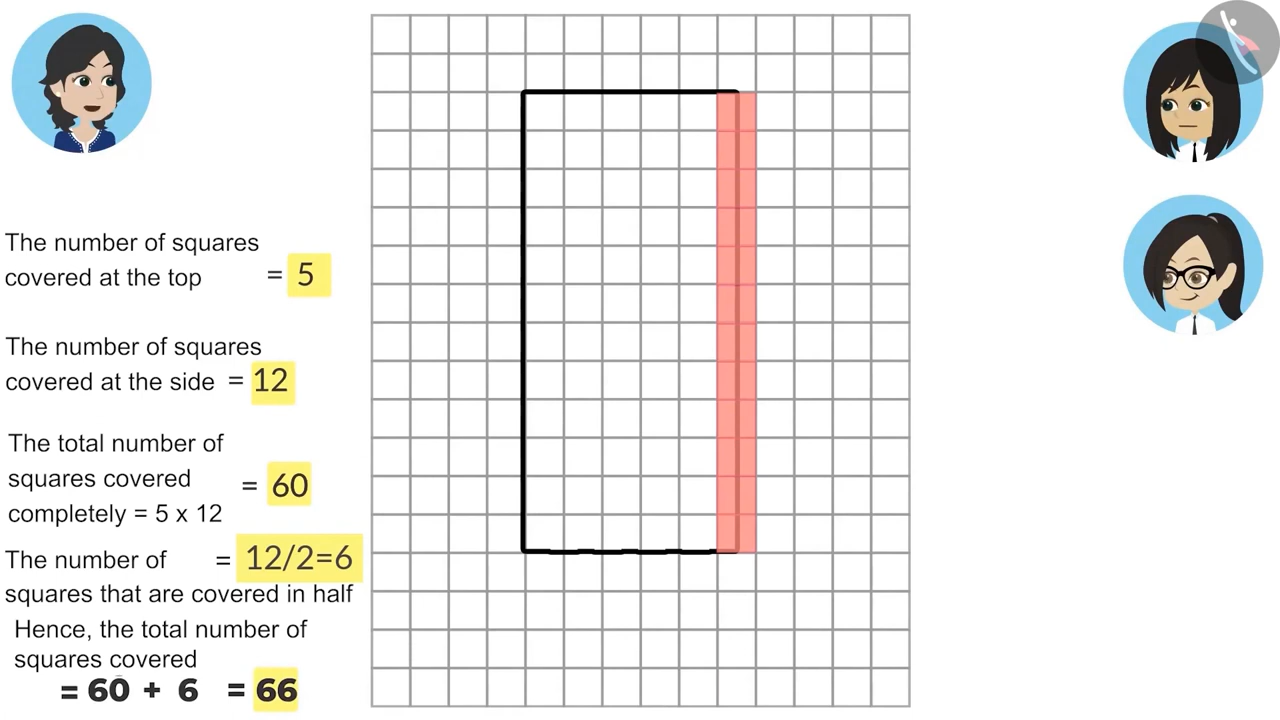 The number of squares
covered at the top = 5
The number of squares
covered at the side = 12
The total number of
squares covered = 60
completely = 5 x 12
The number of = 12/2=6
squares that are covered in half
Hence, the total number of
squares covered
= 60 + 6 = 66